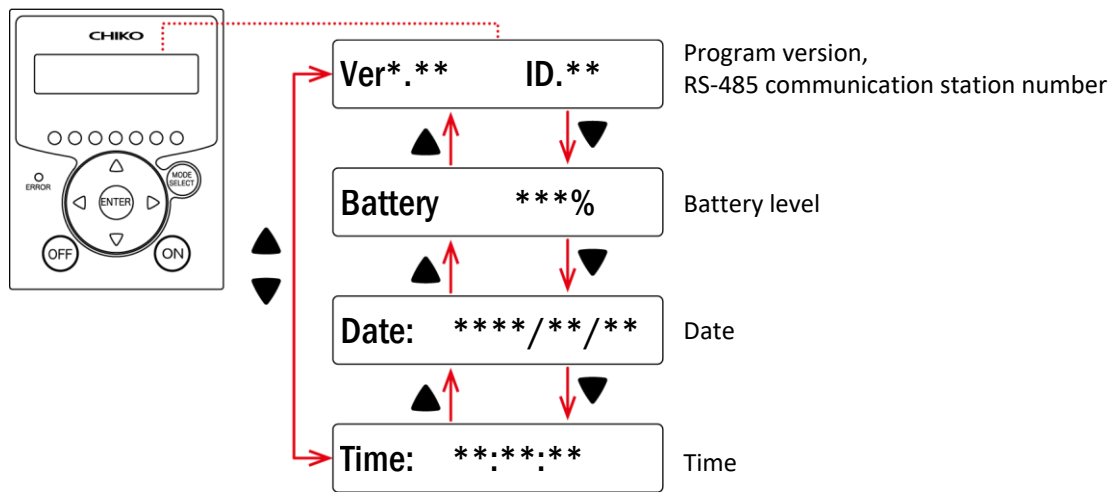 CHIKO
ERROR
MODE
SELECT
ENTER
OFF
ON
Ver*.** ID.**
Program version,
RS-485 communication station number
Battery ***%
Battery level
Date: ****/**/**
Date
Time: **:**:**
Time